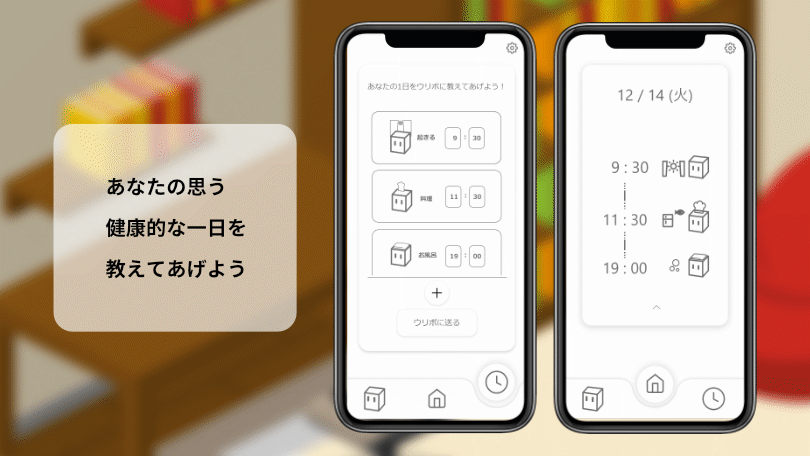 あなたの思う
健康的な一日を
教えてあげよう
あなたの1日をウリボに教えてあげよう！
起きる 9 : 30
料理 11 : 30
お風呂 19 : 00
+
ウリボに送る
12 / 14 (火)
9 : 30
11 : 30
19 : 00